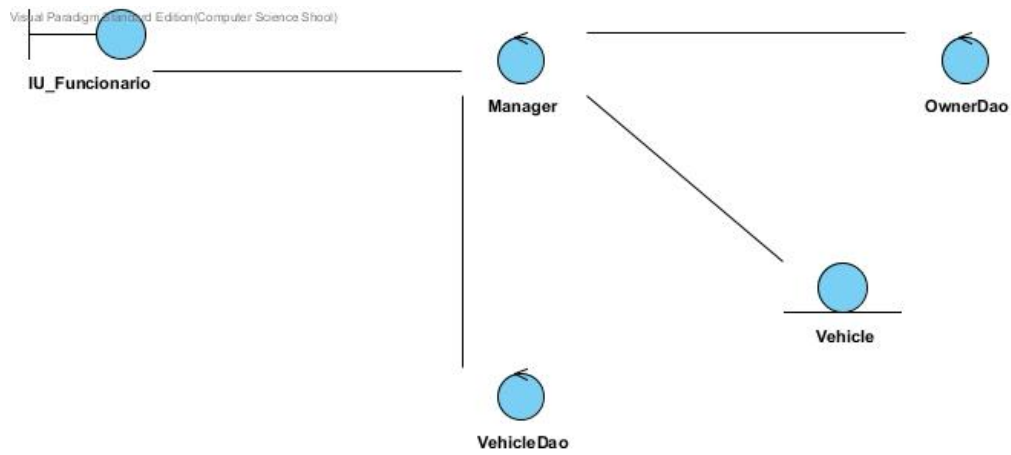 Visual Paradigm Standard Edition(Computer Science Shool)
IU_Funcionario
Manager
OwnerDao
Vehicle
VehicleDao